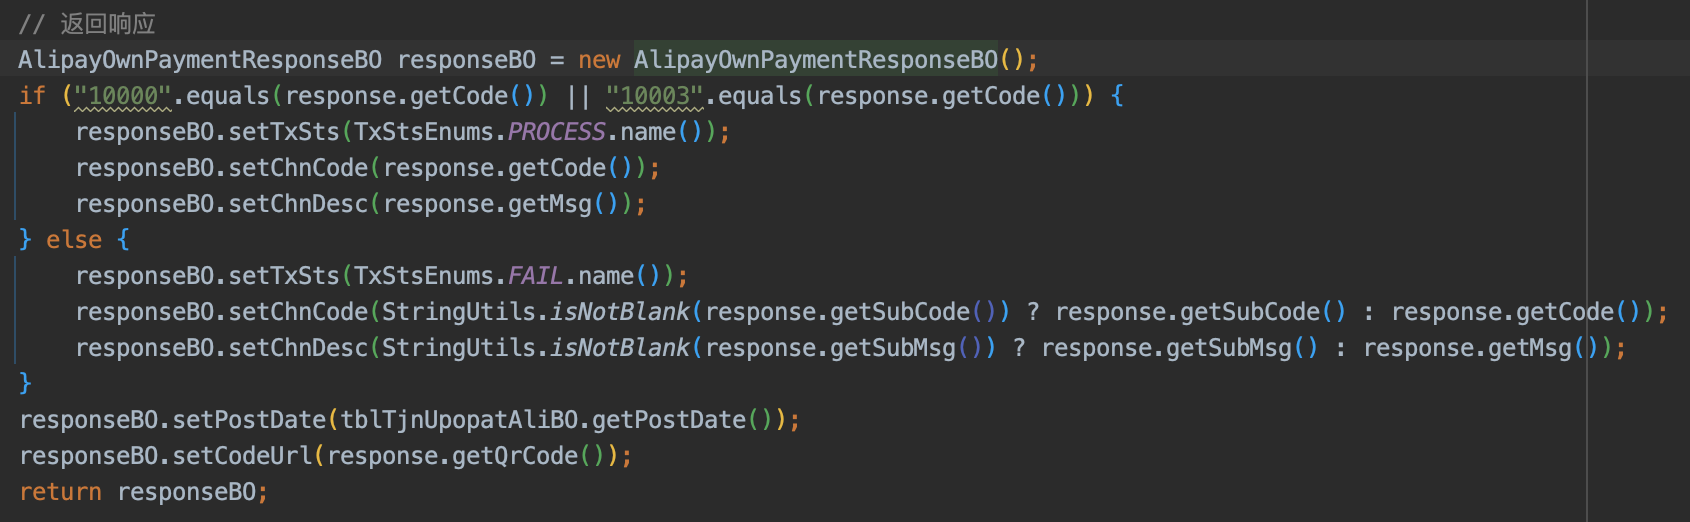 // 返回响应
AlipayOwnPaymentResponseBO responseBO = new AlipayOwnPaymentResponseBO();
if ("10000".equals(response.getCode()) || "10003".equals(response.getCode())) {
    responseBO.setTxSts(TxStsEnums.PROCESS.name());
    responseBO.setChnCode(response.getCode());
    responseBO.setChnDesc(response.getMsg());
} else {
    responseBO.setTxSts(TxStsEnums.FAIL.name());
    responseBO.setChnCode(StringUtils.isNotBlank(response.getSubCode()) ? response.getSubCode() : response.getCode());
    responseBO.setChnDesc(StringUtils.isNotBlank(response.getSubMsg()) ? response.getSubMsg() : response.getMsg());
}
responseBO.setPostDate(tblTjnUpopatAliBO.getPostDate());
responseBO.setCodeUrl(response.getQrCode());
return responseBO;